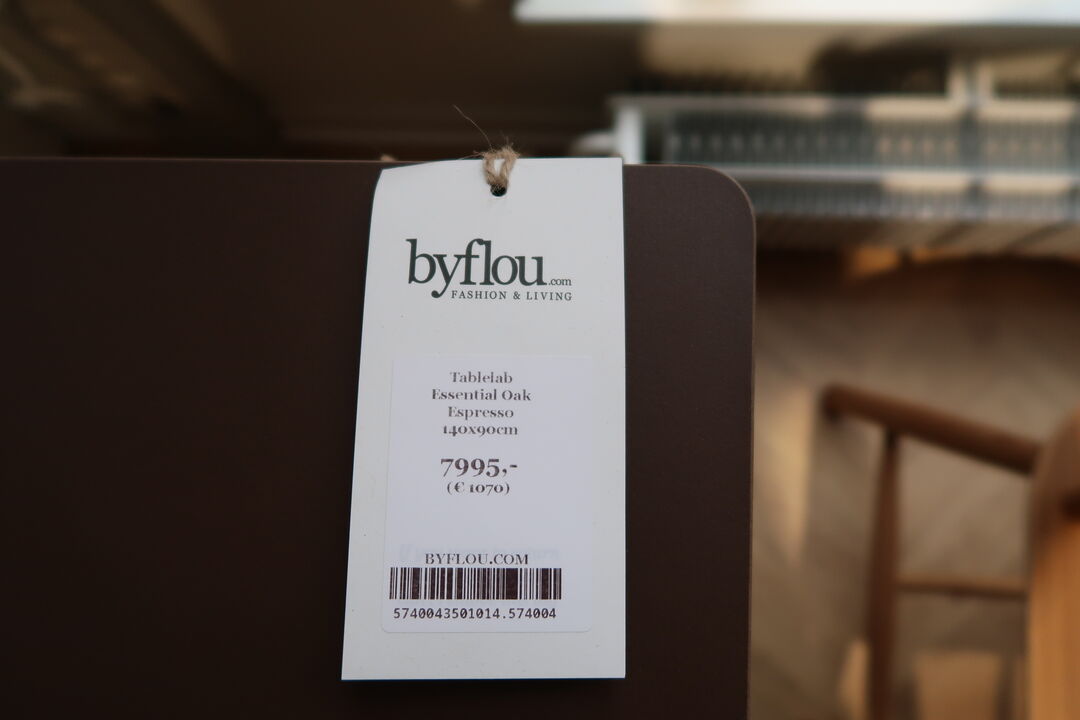 byflou.com
FASHION & LIVING
Tablelab
Essential Oak
Espresso
140x90cm
7995,-
(€ 1070)
BYFLOU.COM
5740043501014.574004